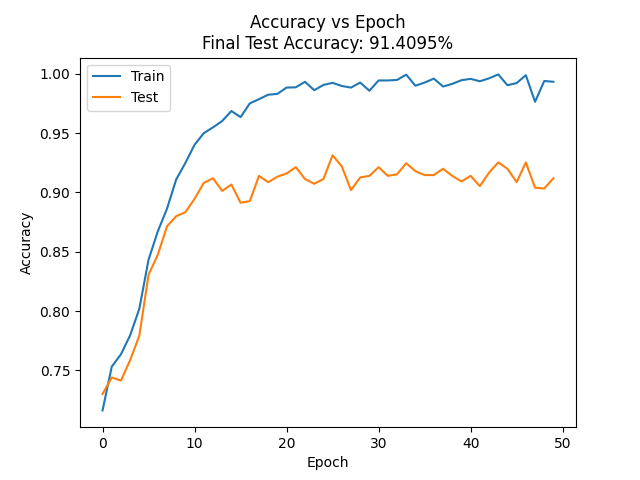 Accuracy vs Epoch
Final Test Accuracy: 91.4095%
Train
Test
1.00
0.95
0.90
0.85
0.80
0.75
Accuracy
0
10
20
30
40
50
Epoch